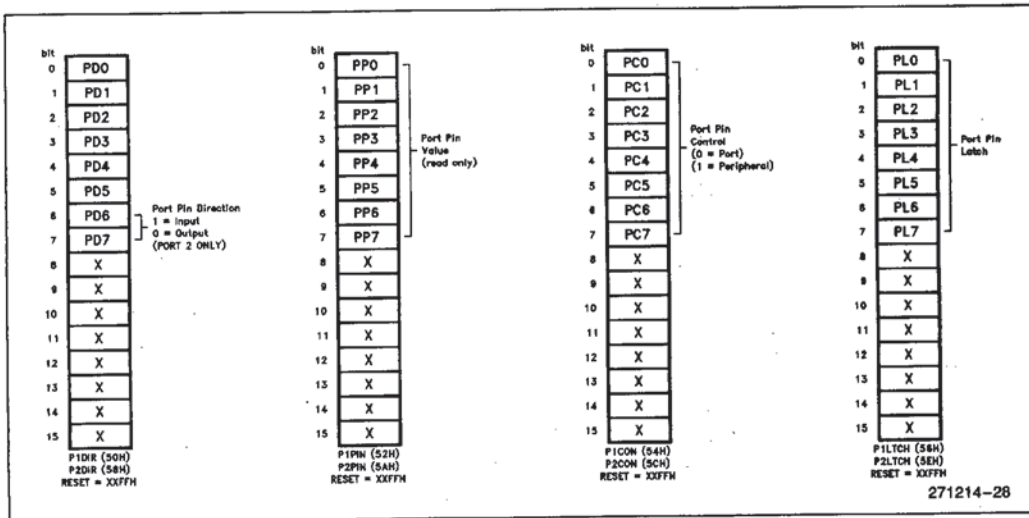 bit
0 PD0
1 PD1
2 PD2
3 PD3
4 PD4
5 PD5
6 PD6
7 PD7
8 X
9 X
10 X
11 X
12 X
13 X
14 X
15 X
Port Pin Direction
1 = Input
0 = Output
(PORT 2 ONLY)
P1DIR (50H)
P2DIR (58H)
RESET = XXFFH
bit
0 PP0
1 PP1
2 PP2
3 PP3
4 PP4
5 PP5
6 PP6
7 PP7
8 X
9 X
10 X
11 X
12 X
13 X
14 X
15 X
Port Pin
Value
(read only)
P1PIN (52H)
P2PIN (5AH)
RESET = XXFFH
bit
0 PC0
1 PC1
2 PC2
3 PC3
4 PC4
5 PC5
6 PC6
7 PC7
8 X
9 X
10 X
11 X
12 X
13 X
14 X
15 X
Port Pin
Control
(0 = Port)
(1 = Peripheral)
P1CON (54H)
P2CON (5CH)
RESET = XXFFH
bit
0 PL0
1 PL1
2 PL2
3 PL3
4 PL4
5 PL5
6 PL6
7 PL7
8 X
9 X
10 X
11 X
12 X
13 X
14 X
15 X
Port Pin
Latch
P1LTCH (56H)
P2LTCH (5EH)
RESET = XXFFH
271214-28